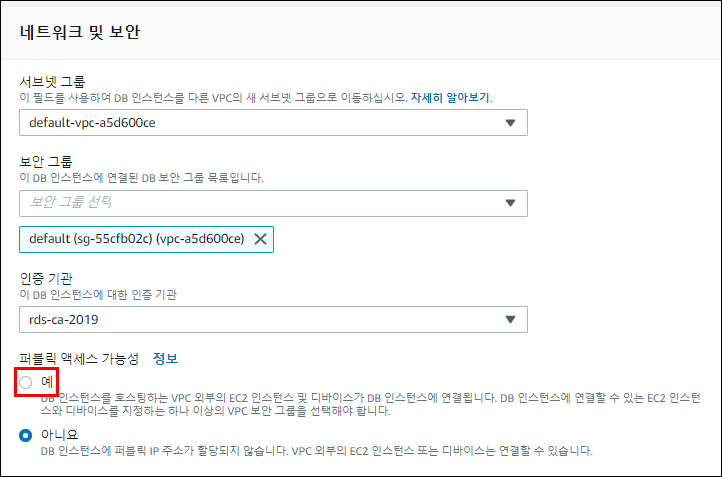 네트워크 및 보안
서브넷 그룹
이 필드를 사용하여 DB 인스턴스를 다른 VPC의 새 서브넷 그룹으로 이동하십시오. 자세히 알아보기.
default-vpc-a5d600ce
보안 그룹
이 DB 인스턴스에 연결된 DB 보안 그룹 목록입니다.
보안 그룹 선택
default (sg-55cfb02c) (vpc-a5d600ce)
인증 기관
이 DB 인스턴스에 대한 인증 기관
rds-ca-2019
퍼블릭 액세스 가능성 정보
예
DB 인스턴스를 호스팅하는 VPC 외부의 EC2 인스턴스 및 디바이스가 DB 인스턴스에 연결됩니다. DB 인스턴스에 연결할 수 있는 EC2 인스턴
스와 디바이스를 지정하는 하나 이상의 VPC 보안 그룹을 선택해야 합니다.
아니요
DB 인스턴스에 퍼블릭 IP 주소가 할당되지 않습니다. VPC 외부의 EC2 인스턴스 또는 디바이스는 연결할 수 있습니다.